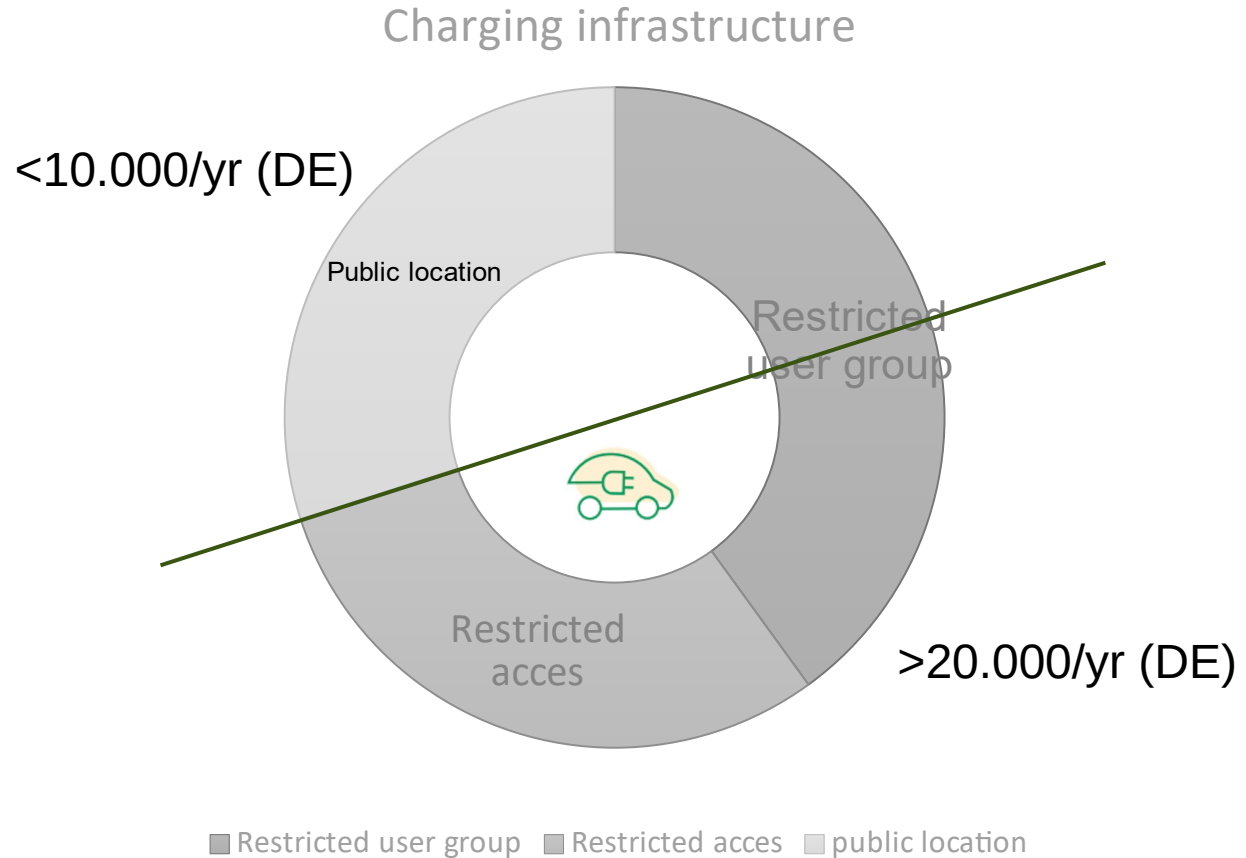 Charging infrastructure
<10.000/yr (DE)
Public location
Restricted
user group
Restricted
acces
>20.000/yr (DE)
Restricted user group Restricted acces public location